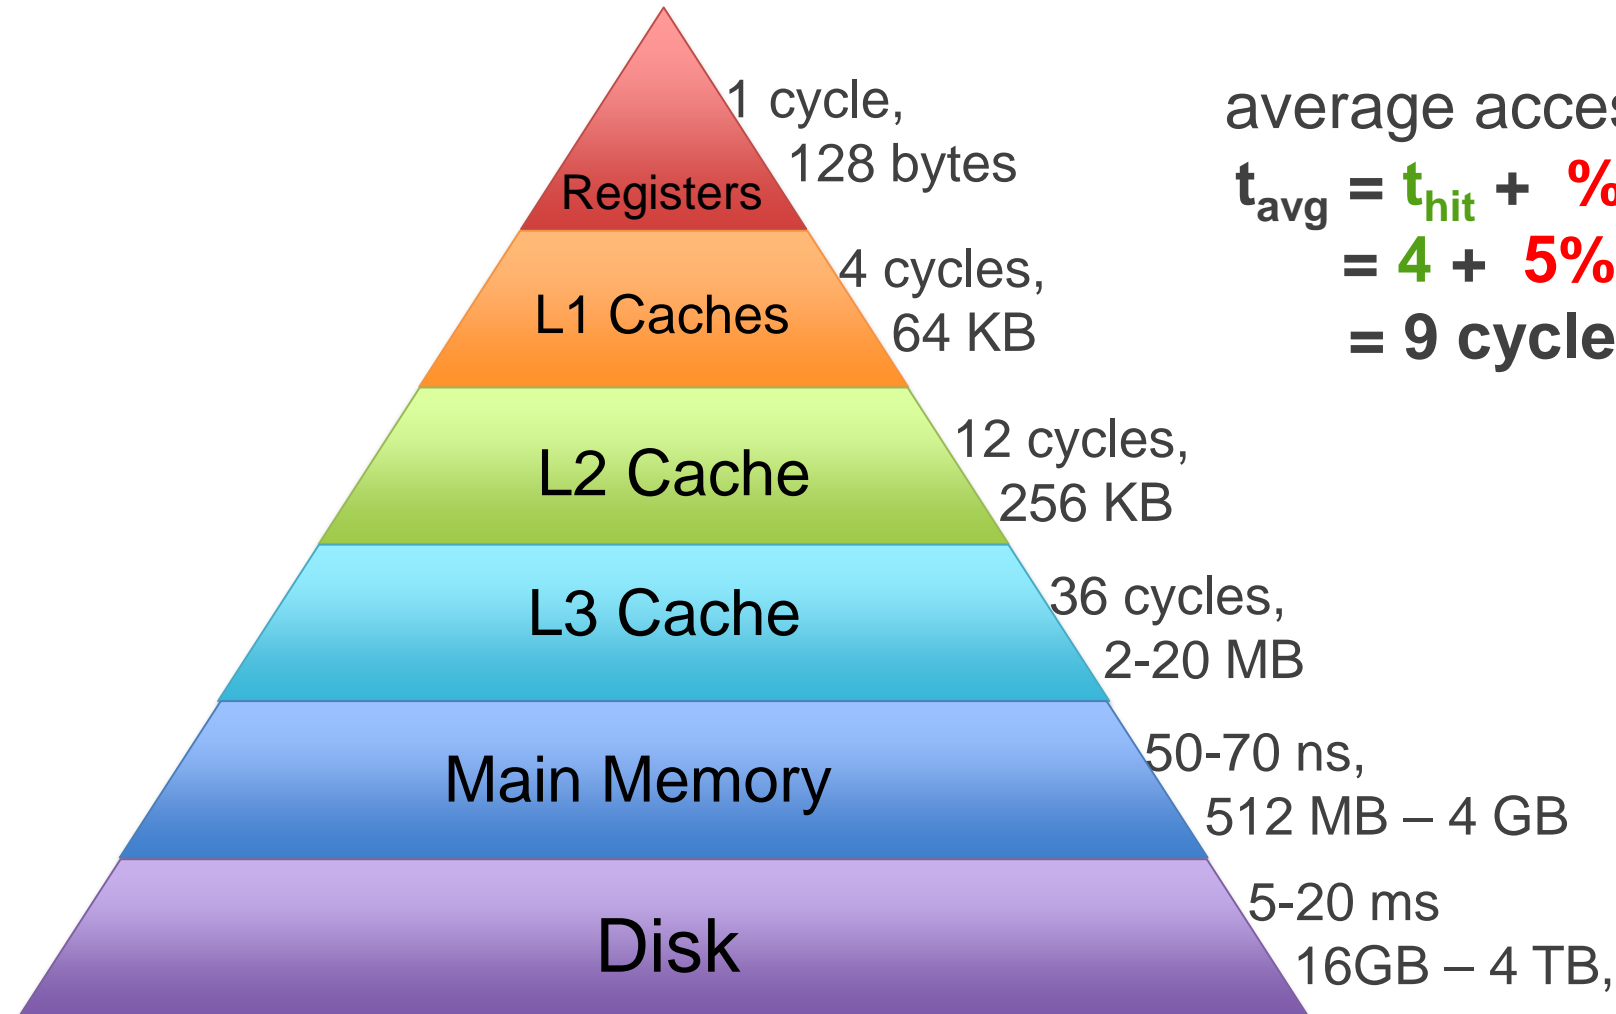 1 cycle,
128 bytes
Registers
4 cycles,
64 KB
L1 Caches
12 cycles,
256 KB
L2 Cache
36 cycles,
2-20 MB
L3 Cache
50-70 ns,
512 MB – 4 GB
Main Memory
5-20 ms
16GB – 4 TB,
Disk
average acces
tavg = thit + %
= 4 + 5%
= 9 cycle